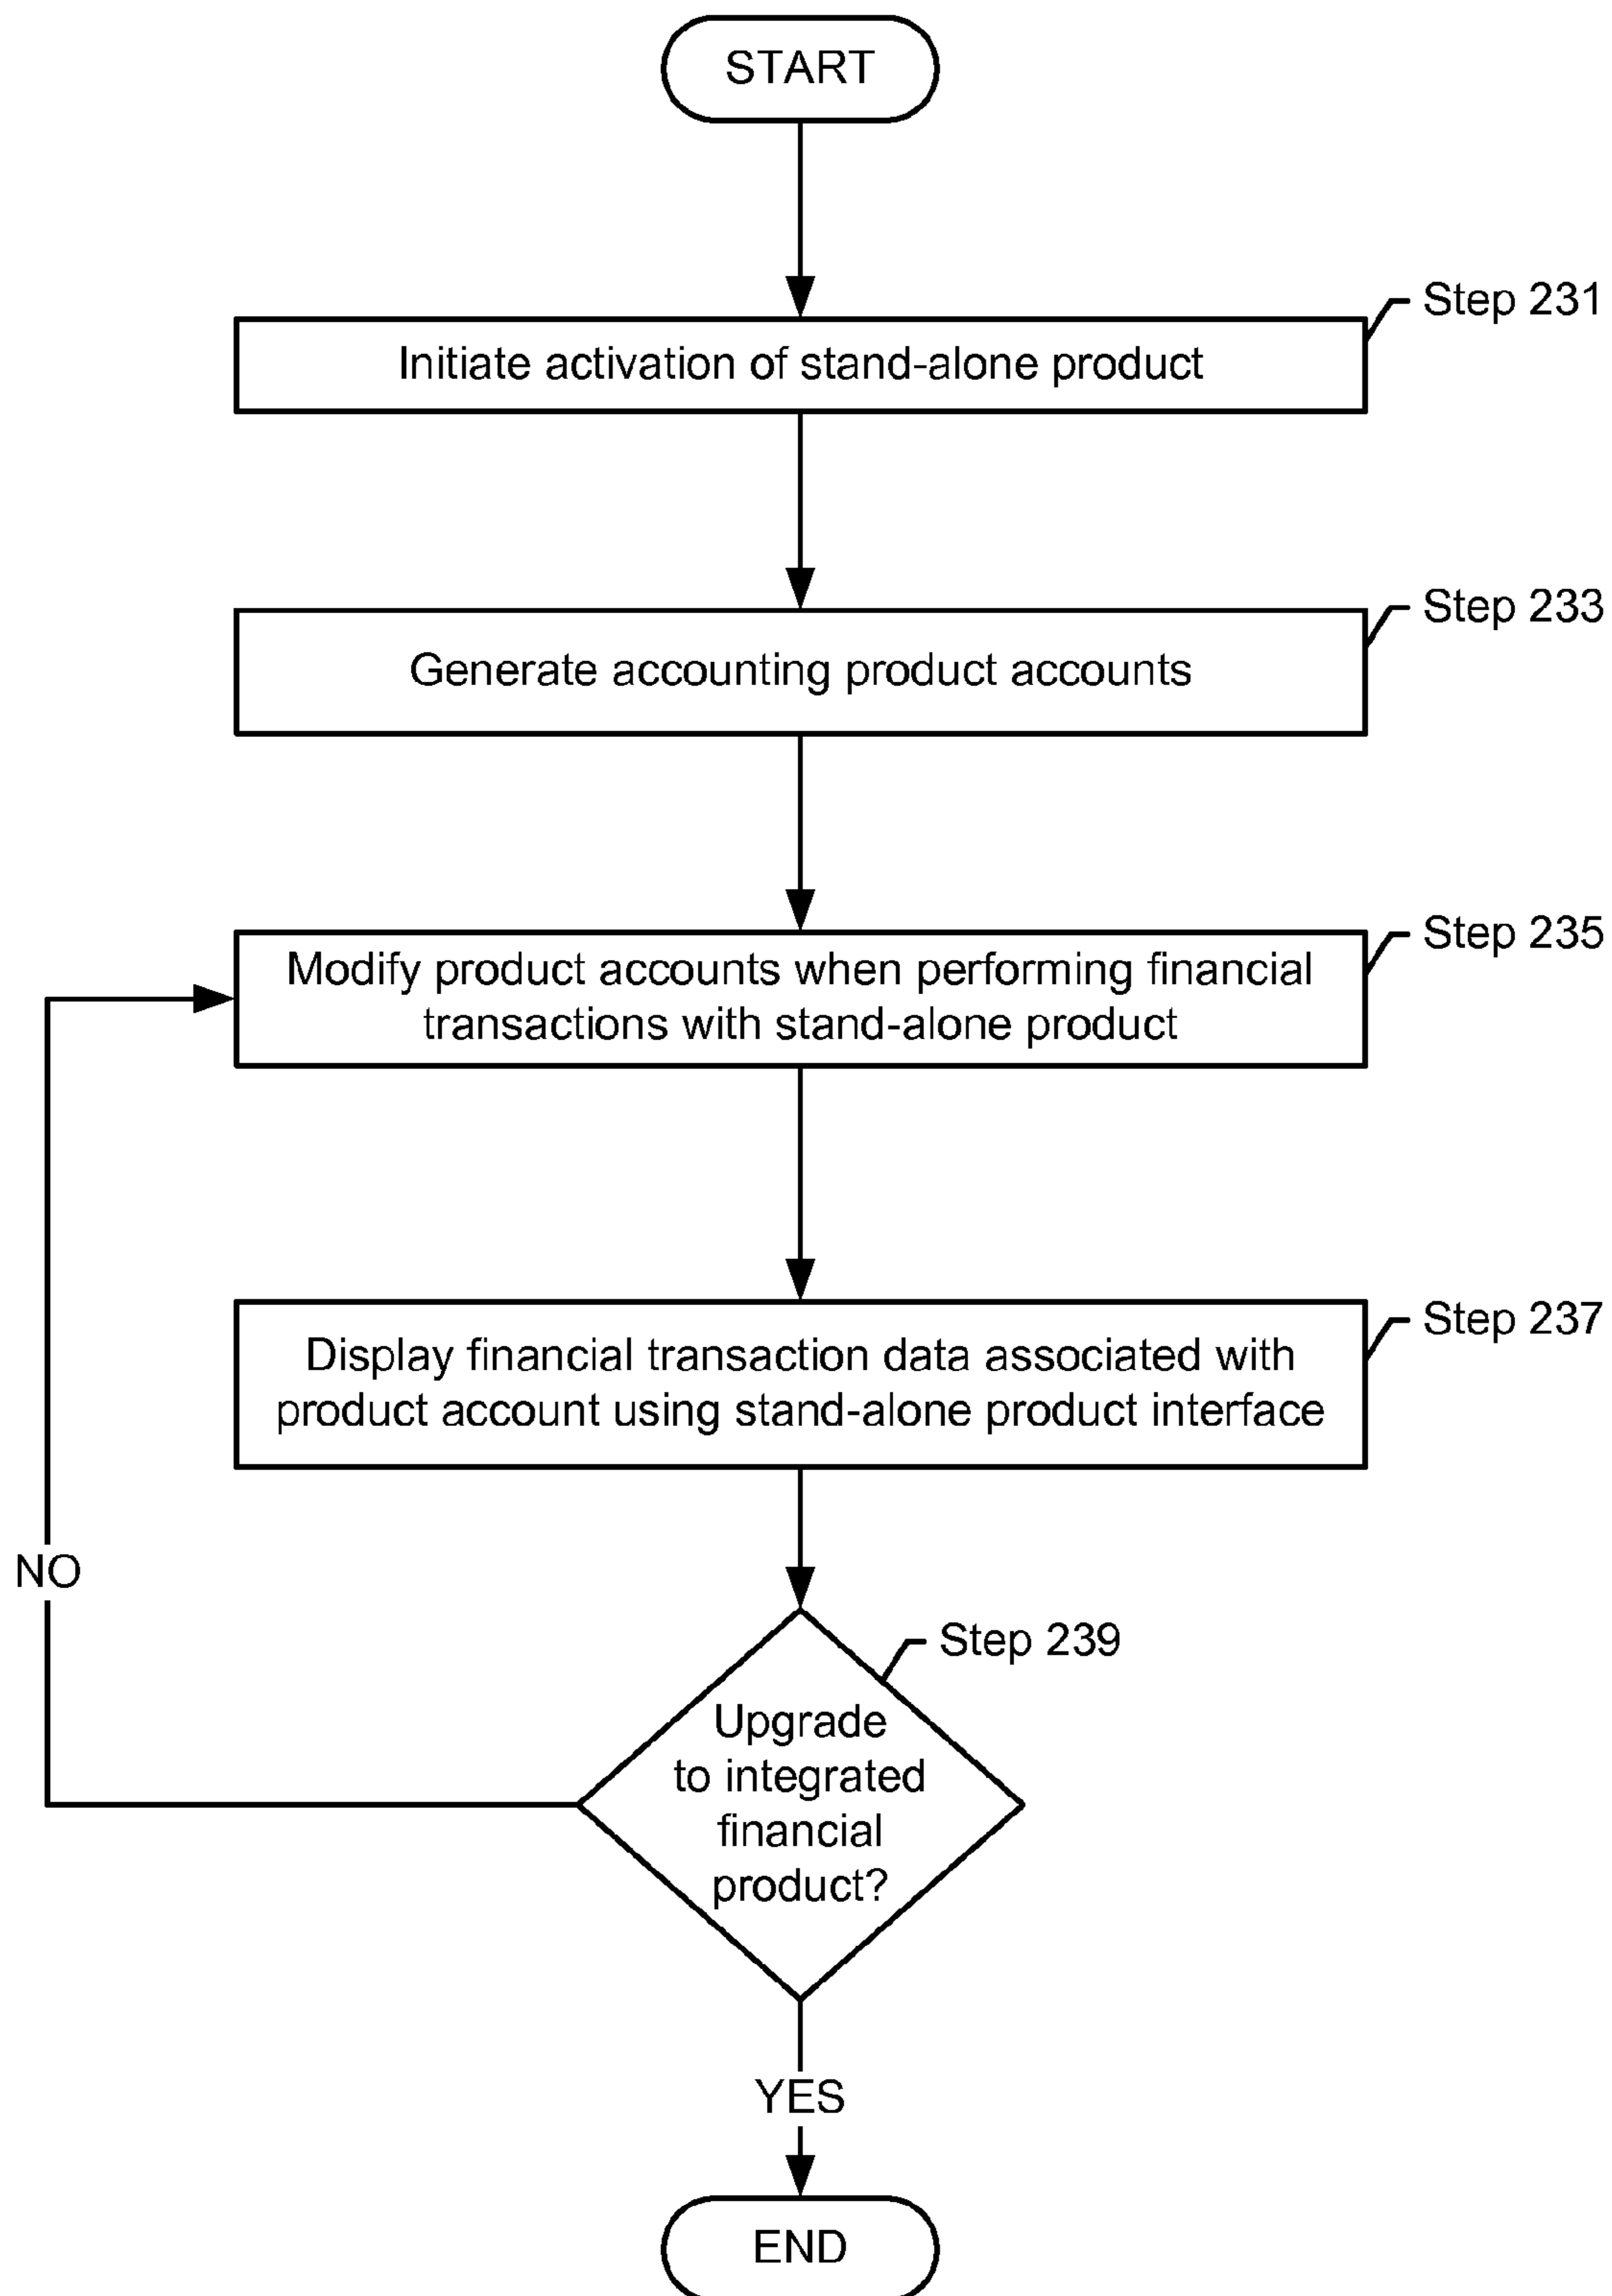 START
Step 231
Initiate activation of stand-alone product
Step 233
Generate accounting product accounts
Step 235
Modify product accounts when performing financial
transactions with stand-alone product
Step 237
Display financial transaction data associated with
product account using stand-alone product interface
NO
Step 239
Upgrade
to integrated
financial
product?
YES
END